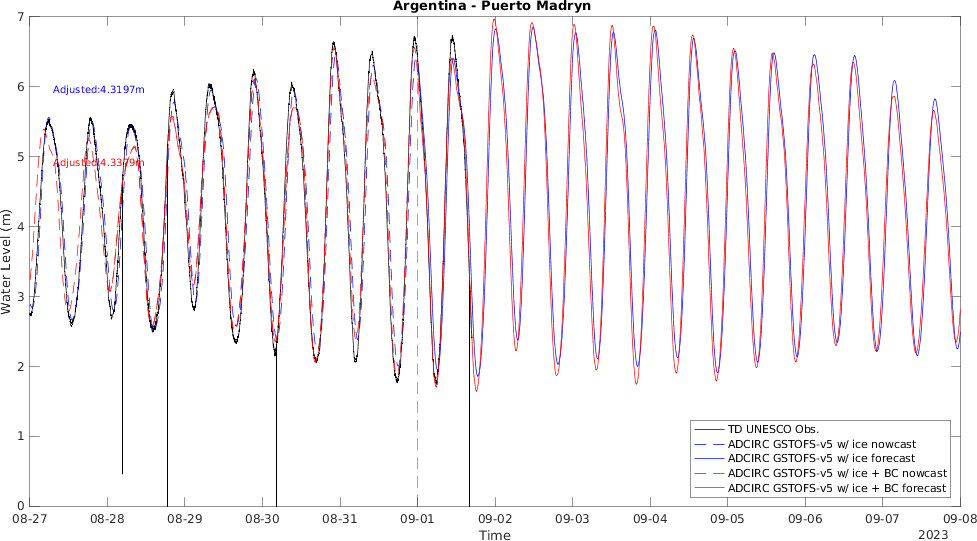 Argentina - Puerto Madryn
Water Level (m)
7
6
5
4
3
2
1
0
Adjusted:4.3197m
Adjusted:4.3379m
TD UNESCO Obs.
ADCIRC GSTOFS-v5 w/ ice nowcast
ADCIRC GSTOFS-v5 w/ ice forecast
ADCIRC GSTOFS-v5 w/ ice + BC nowcast
ADCIRC GSTOFS-v5 w/ ice + BC forecast
08-27 08-28 08-29 08-30 08-31 09-01 09-02 09-03 09-04 09-05 09-06 09-07 09-08
Time
2023